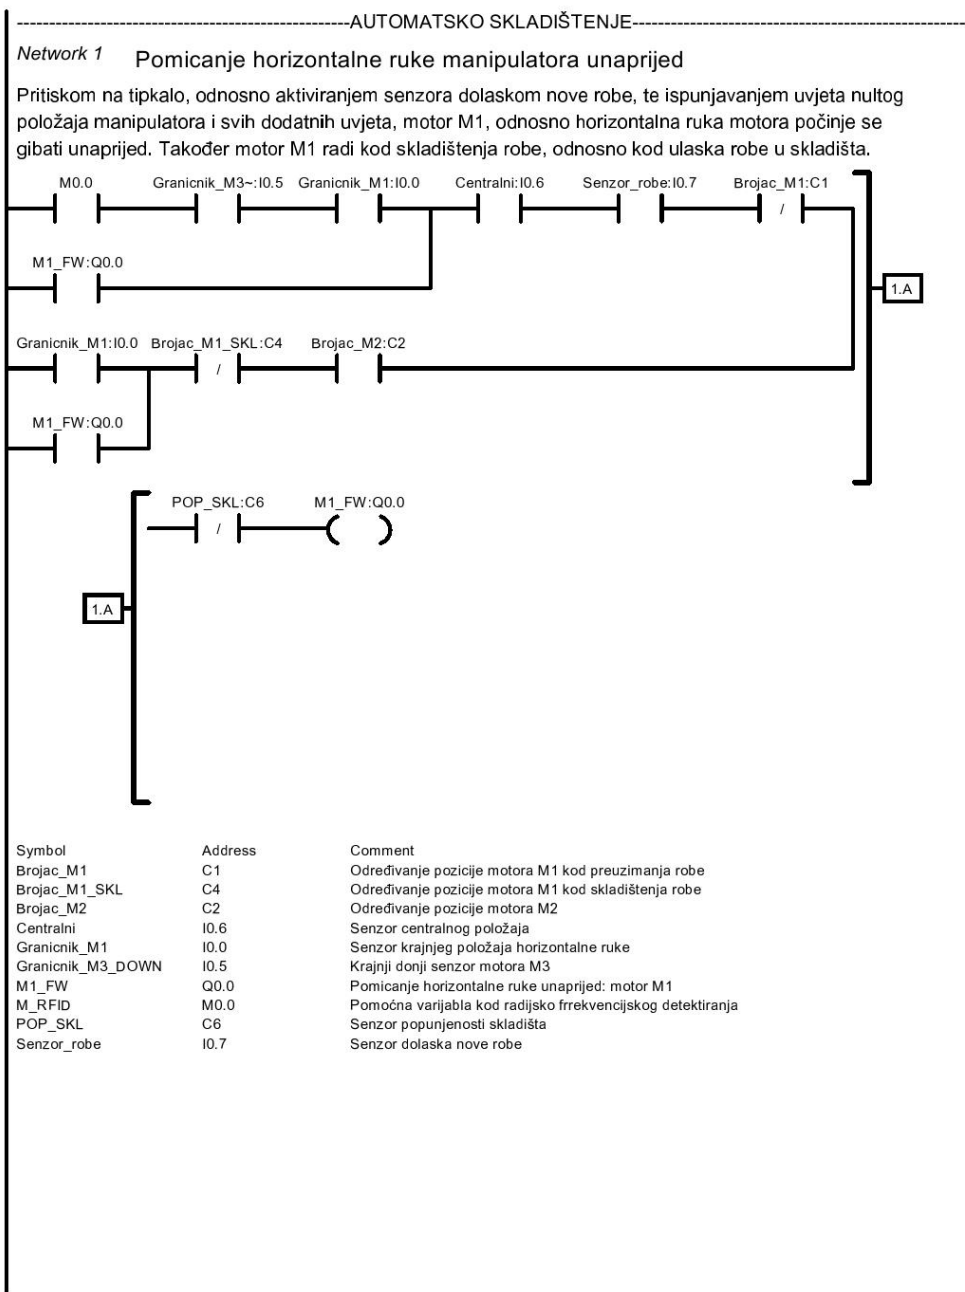 ----------------------------------------------------AUTOMATSKO SKLADIŠTENJE----------------------------------------------------
Network 1 Pomicanje horizontalne ruke manipulatora unaprijed
Pritiskom na tipkalo, odnosno aktiviranjem senzora dolaskom nove robe, te ispunjavanjem uvjeta nultog
položaja manipulatora i svih dodatnih uvjeta, motor M1, odnosno horizontalna ruka motora počinje se
gibati unaprijed. Također motor M1 radi kod skladištenja robe, odnosno kod ulaska robe u skladišta.
M0.0 Granicnik_M3~:I0.5 Granicnik_M1:I0.0 Centralni:I0.6 Senzor_robe:I0.7 Brojac_M1:C1
/
M1_FW:Q0.0
1.A
Granicnik_M1:I0.0 Brojac_M1_SKL:C4 Brojac_M2:C2
/
M1_FW:Q0.0
POP_SKL:C6 M1_FW:Q0.0
/
1.A
Symbol Address Comment
Brojac_M1 C1 Određivanje pozicije motora M1 kod preuzimanja robe
Brojac_M1_SKL C4 Određivanje pozicije motora M1 kod skladištenja robe
Brojac_M2 C2 Određivanje pozicije motora M2
Centralni I0.6 Senzor centralnog položaja
Granicnik_M1 I0.0 Senzor krajnjeg položaja horizontalne ruke
Granicnik_M3_DOWN I0.5 Krajnji donji senzor motora M3
M1_FW Q0.0 Pomicanje horizontalne ruke unaprijed: motor M1
M_RFID M0.0 Pomoćna varijabla kod radijsko frrekvencijskog detektiranja
POP_SKL C6 Senzor popunjenosti skladišta
Senzor_robe I0.7 Senzor dolaska nove robe